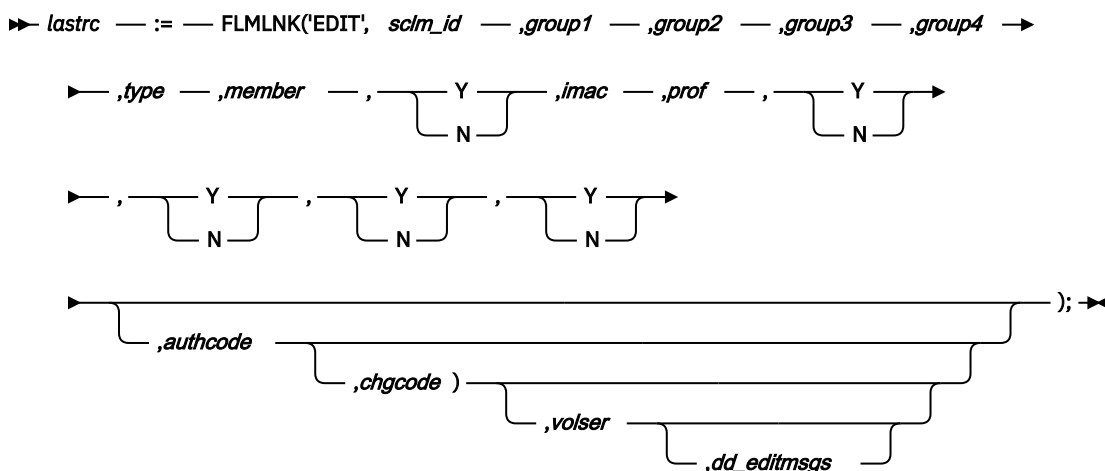 lastrc := FLMLNK('EDIT', sclm_id ,group1 ,group2 ,group3 ,group4
,type ,member , Y ,imac ,prof , Y
N N
, Y , Y , Y
N N N
);
,authcode
,chgcode )
,volser
,dd_editmsgs